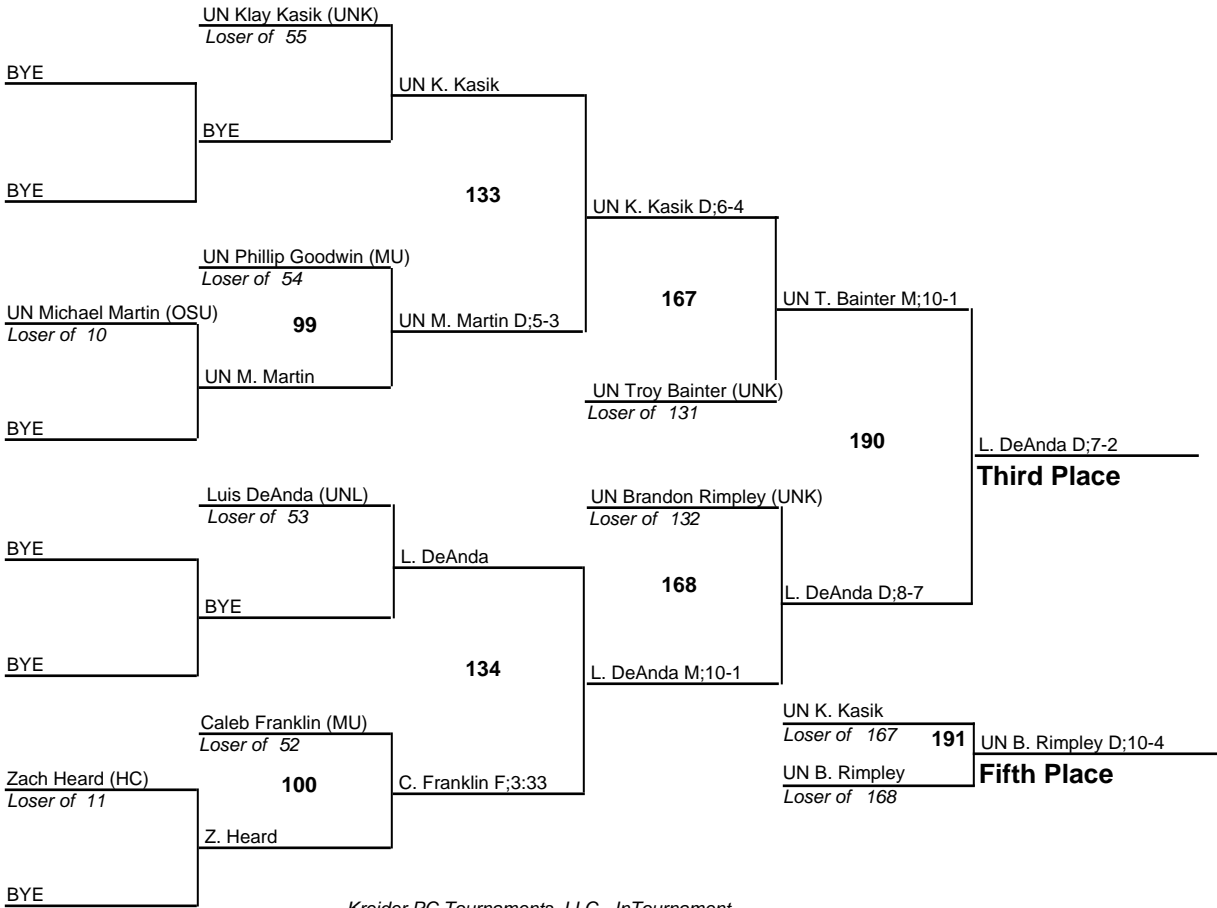 UN Klay Kasik (UNK)
Loser of 55
BYE
UN K. Kasik
BYE
BYE
133
UN K. Kasik D;6-4
UN Phillip Goodwin (MU)
Loser of 54
UN Michael Martin (OSU)
Loser of 10
99
UN M. Martin D;5-3
167
UN T. Bainter M;10-1
UN M. Martin
UN Troy Bainter (UNK)
Loser of 131
BYE
190
L. DeAnda D;7-2
Third Place
Luis DeAnda (UNL)
Loser of 53
UN Brandon Rimpley (UNK)
Loser of 132
BYE
L. DeAnda
168
L. DeAnda D;8-7
BYE
BYE
134
L. DeAnda M;10-1
Caleb Franklin (MU)
Loser of 52
UN K. Kasik
Loser of 167
191
UN B. Rimpley D;10-4
Fifth Place
Zach Heard (HC)
Loser of 11
100
C. Franklin F;3:33
UN B. Rimpley
Loser of 168
Z. Heard
BYE
Kreider PC Tournaments, LLC - InTournament